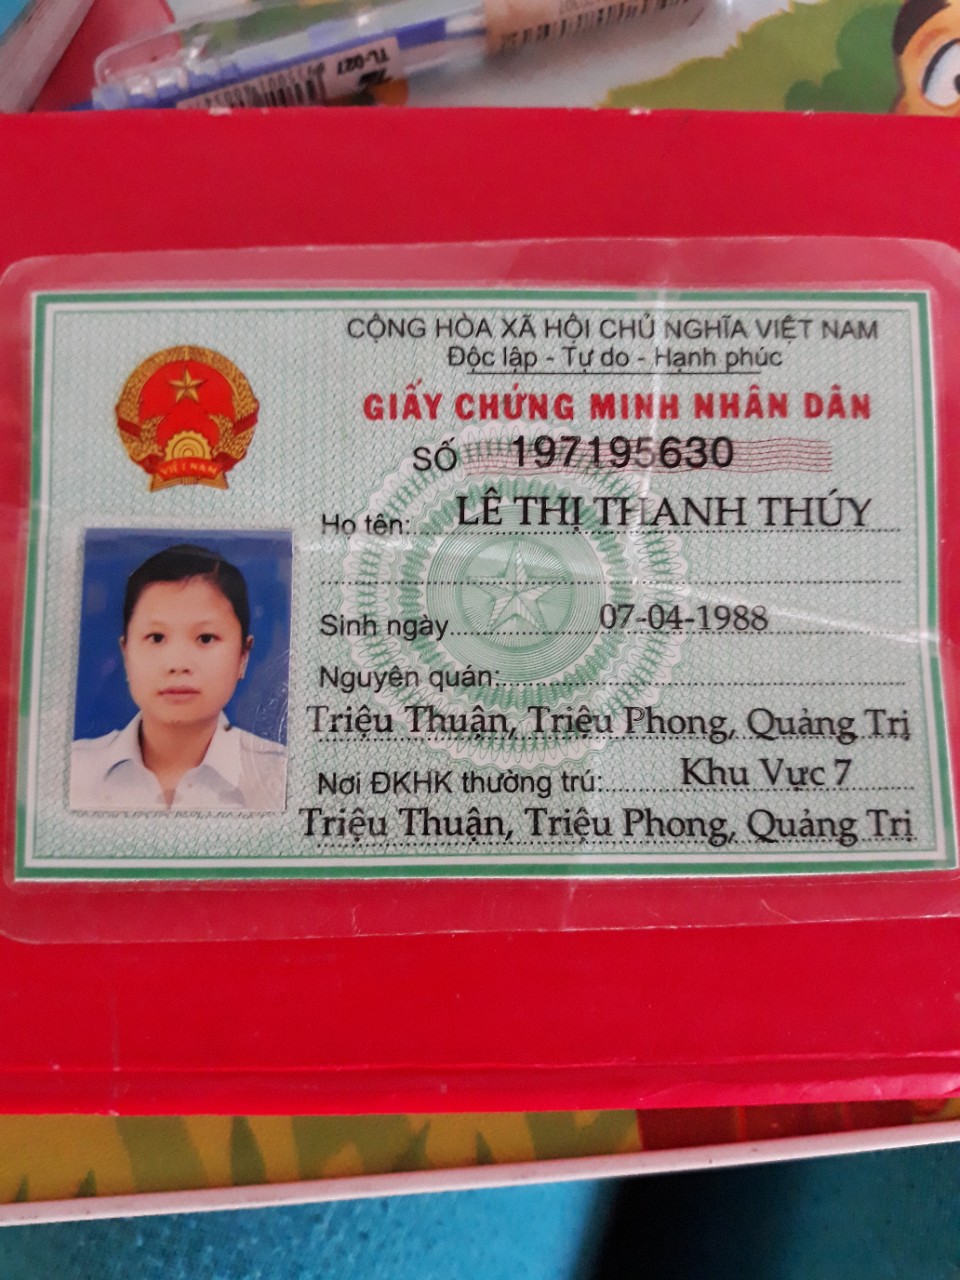 TL-027
CỘNG HÒA XÃ HỘI CHỦ NGHĨA VIỆT NAM
Độc lập - Tự do - Hạnh phúc
GIẤY CHỨNG MINH NHÂN DÂN
SỐ 197195630
VIỆT NAM
Họ tên: LÊ THỊ THANH THÚY
Sinh ngày 07-04-1988
Nguyên quán:
Triệu Thuận, Triệu Phong, Quảng Trị
Nơi ĐKHK thường trú: Khu Vực 7
Triệu Thuận, Triệu Phong, Quảng Trị